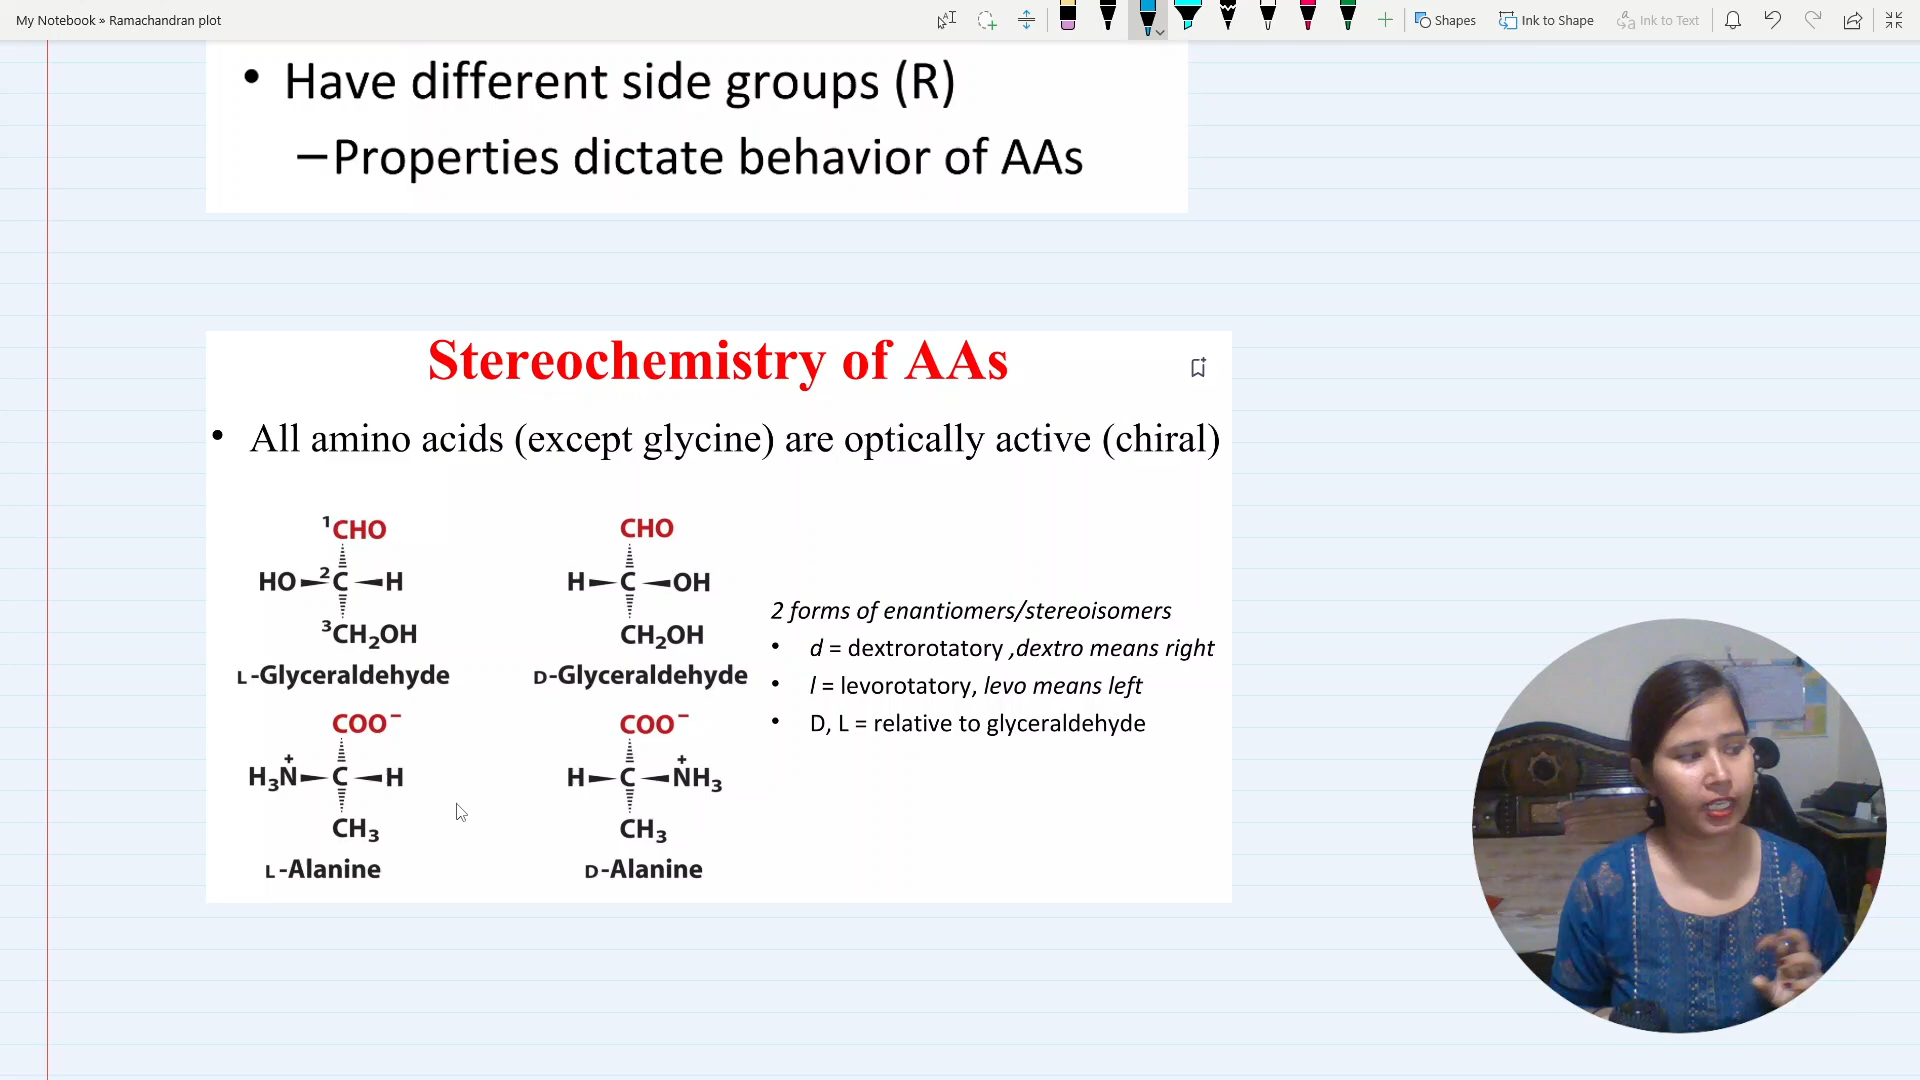 My Notebook » Ramachandran plot
Shapes Ink to Shape Ink to Text
• Have different side groups (R)
–Properties dictate behavior of AAs
Stereochemistry of AAs
• All amino acids (except glycine) are optically active (chiral)
¹CHO
HO ²C H
³CH₂OH
L-Glyceraldehyde
CHO
H C OH
CH₂OH
D-Glyceraldehyde
COO⁻
H₃N⁺ C H
CH₃
L-Alanine
COO⁻
H C N⁺H₃
CH₃
D-Alanine
2 forms of enantiomers/stereoisomers
• d = dextrorotatory ,dextro means right
• l = levorotatory, levo means left
• D, L = relative to glyceraldehyde